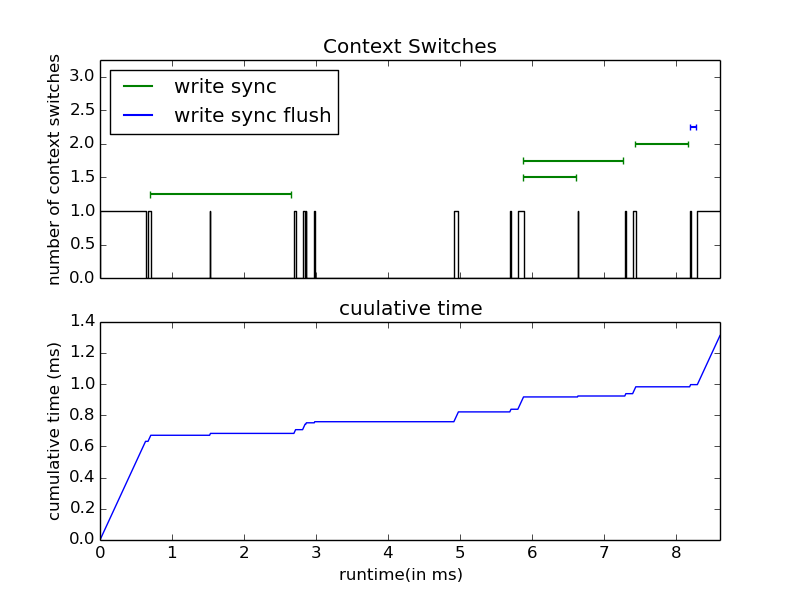 Context Switches
number of context switches
3.0
2.5
2.0
1.5
1.0
0.5
0.0
write sync
write sync flush
cuulative time
cumulative time (ms)
1.4
1.2
1.0
0.8
0.6
0.4
0.2
0.0
0 1 2 3 4 5 6 7 8
runtime(in ms)